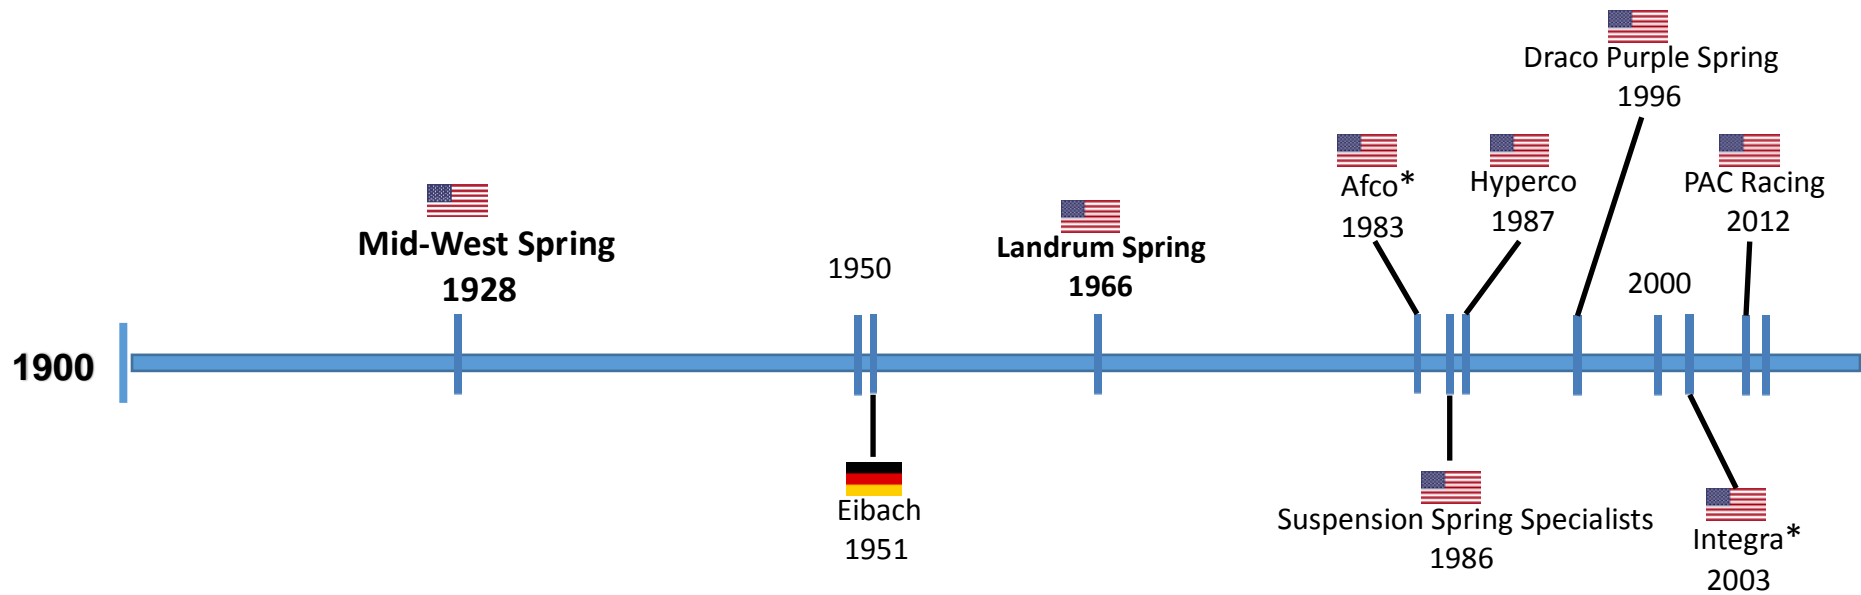 Draco Purple Spring
1996
Afco*
1983
Hyperco
1987
PAC Racing
2012
Mid-West Spring
1928
Landrum Spring
1966
1950
2000
1900
Eibach
1951
Suspension Spring Specialists
1986
Integra*
2003